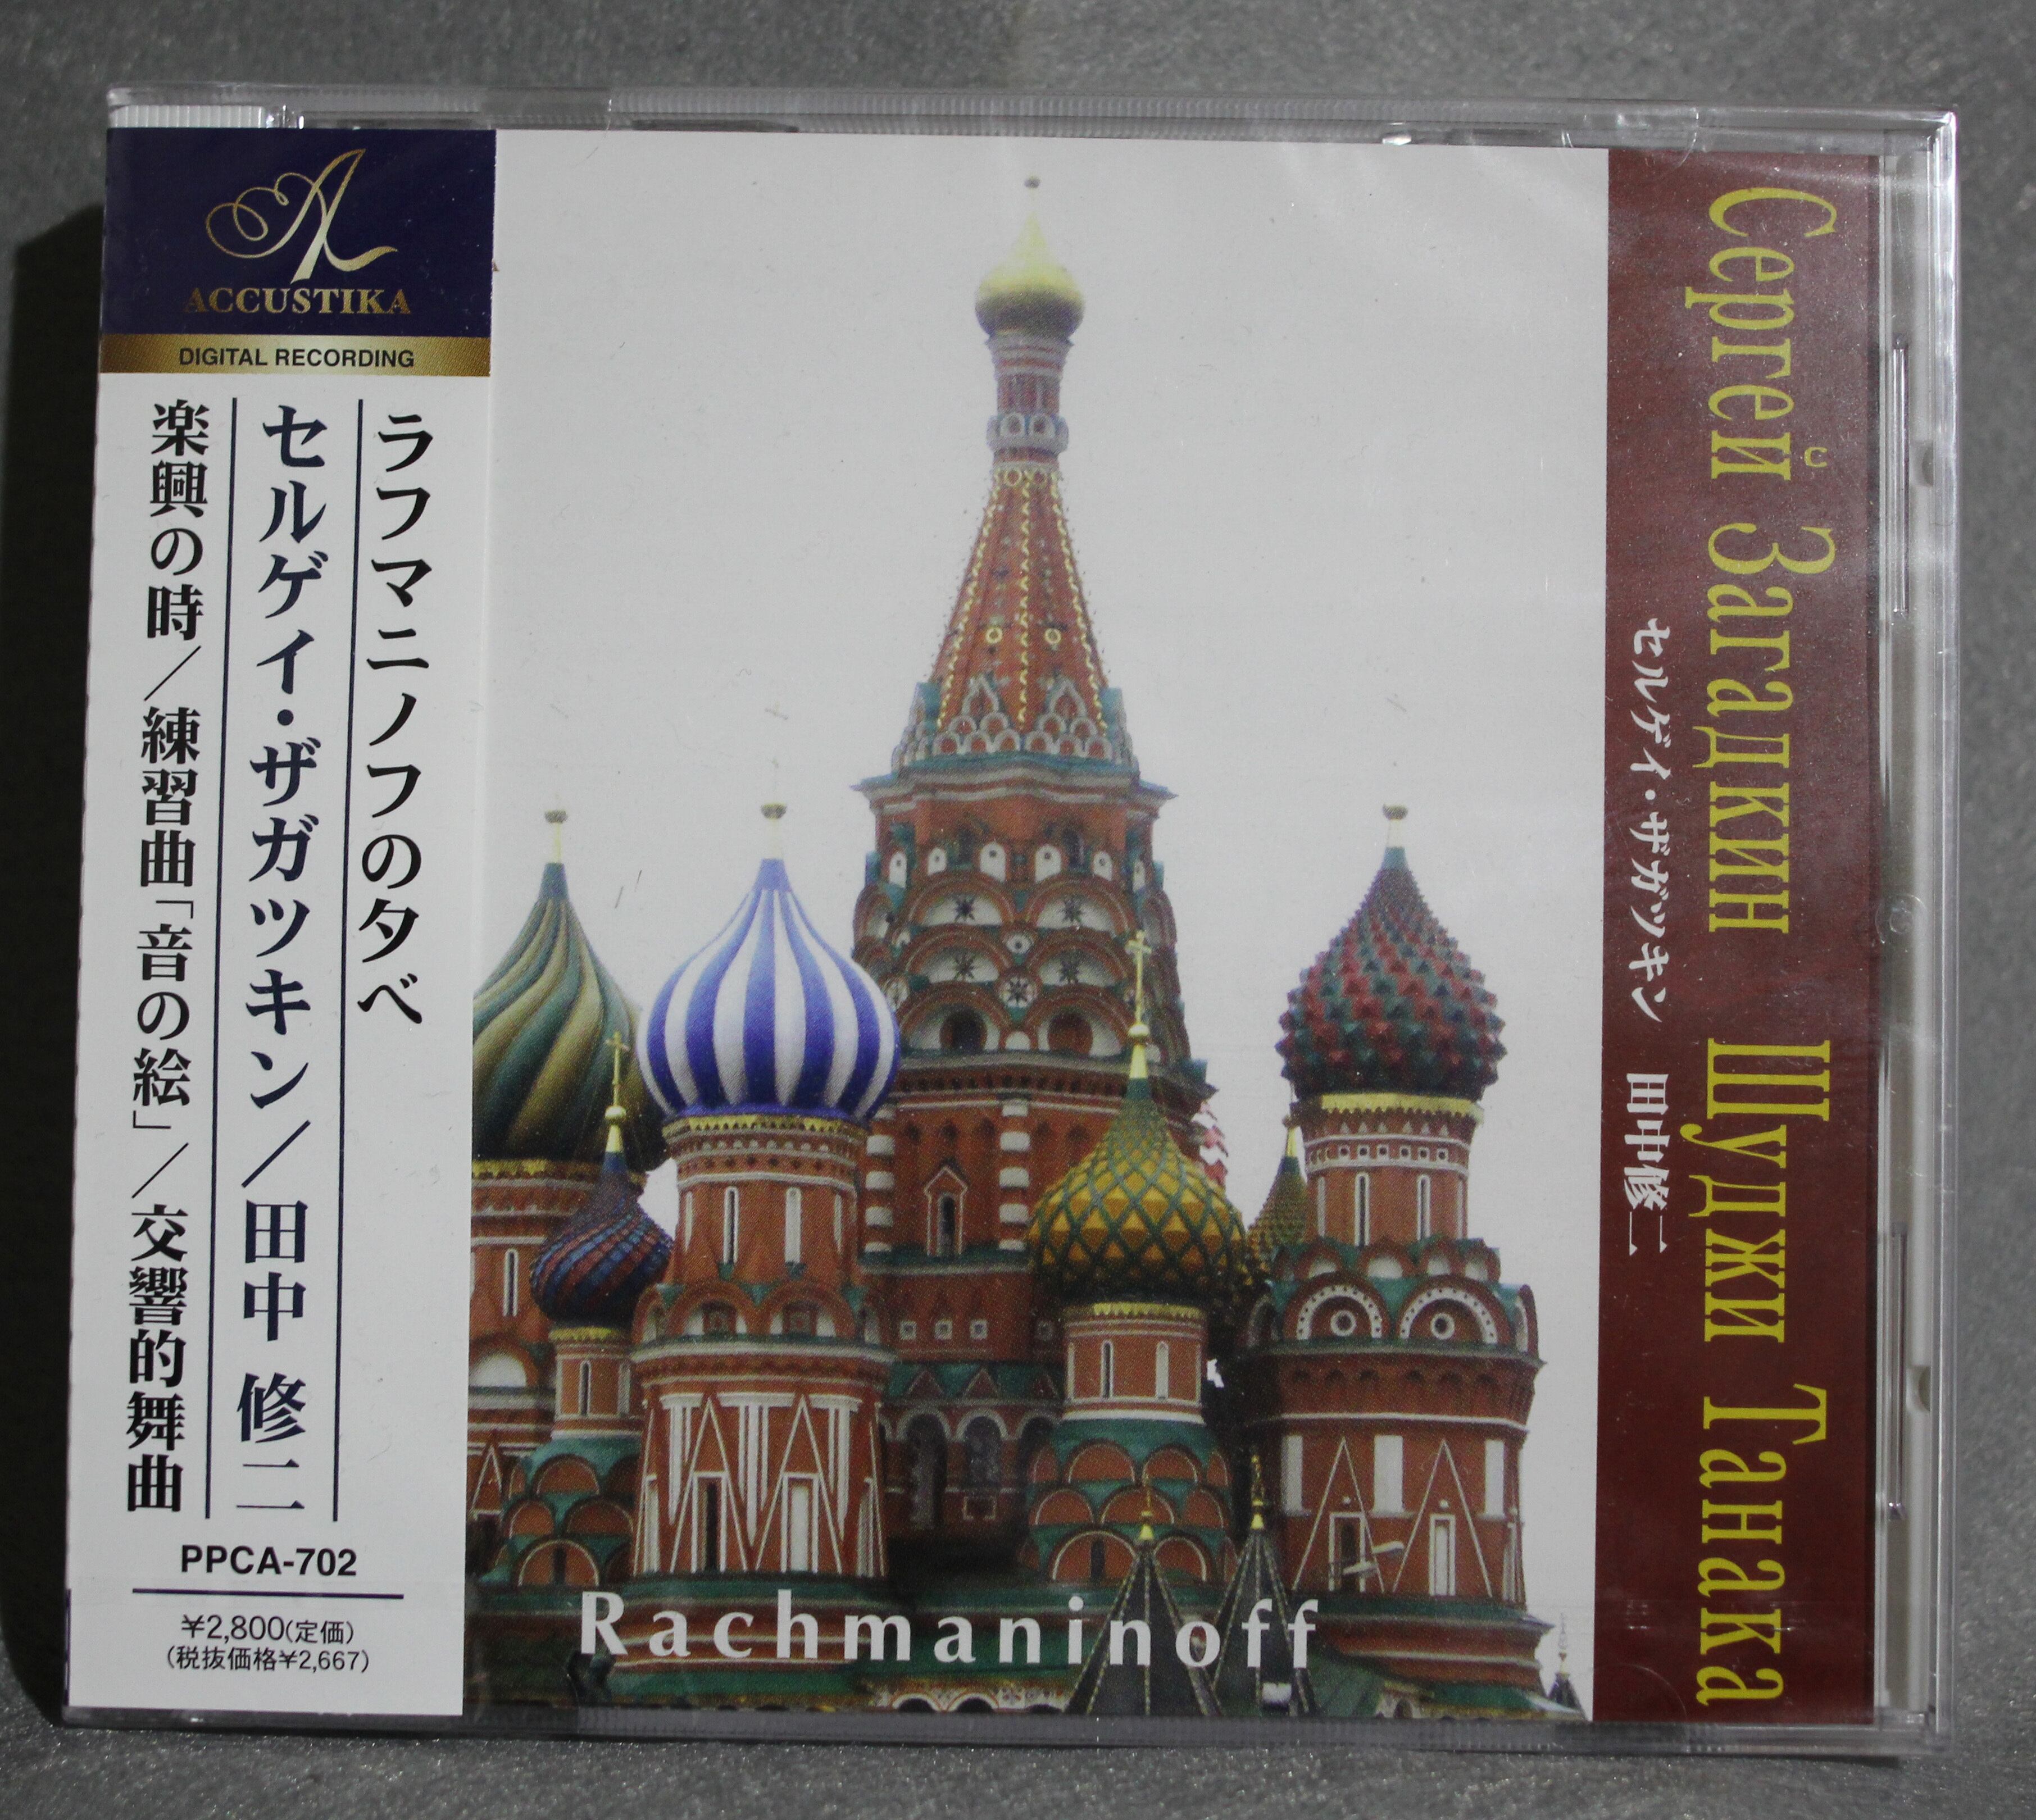 ACCUSTIKA
DIGITAL RECORDING
ラフマニノフの夕べ
セルゲイ・ザガツキン／田中 修二
楽興の時／練習曲「音の絵」／交響的舞曲
PPCA-702
¥2,800(定価)
(税抜価格¥2,667)
Rachmaninoff
Сергей Загадкин Шуджи Танака
セルゲイ・ザガツキン 田中修二